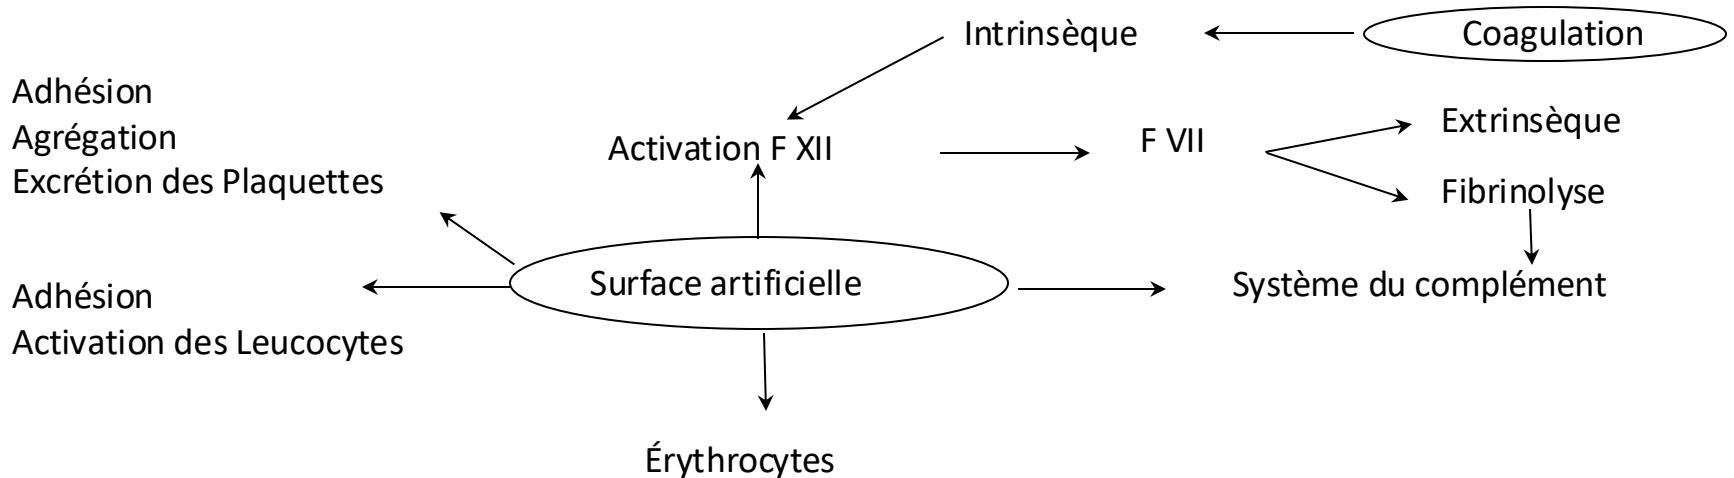 Intrinsèque
Coagulation
Adhésion
Agrégation
Excrétion des Plaquettes
Activation F XII
F VII
Extrinsèque
Fibrinolyse
Surface artificielle
Système du complément
Adhésion
Activation des Leucocytes
Érythrocytes